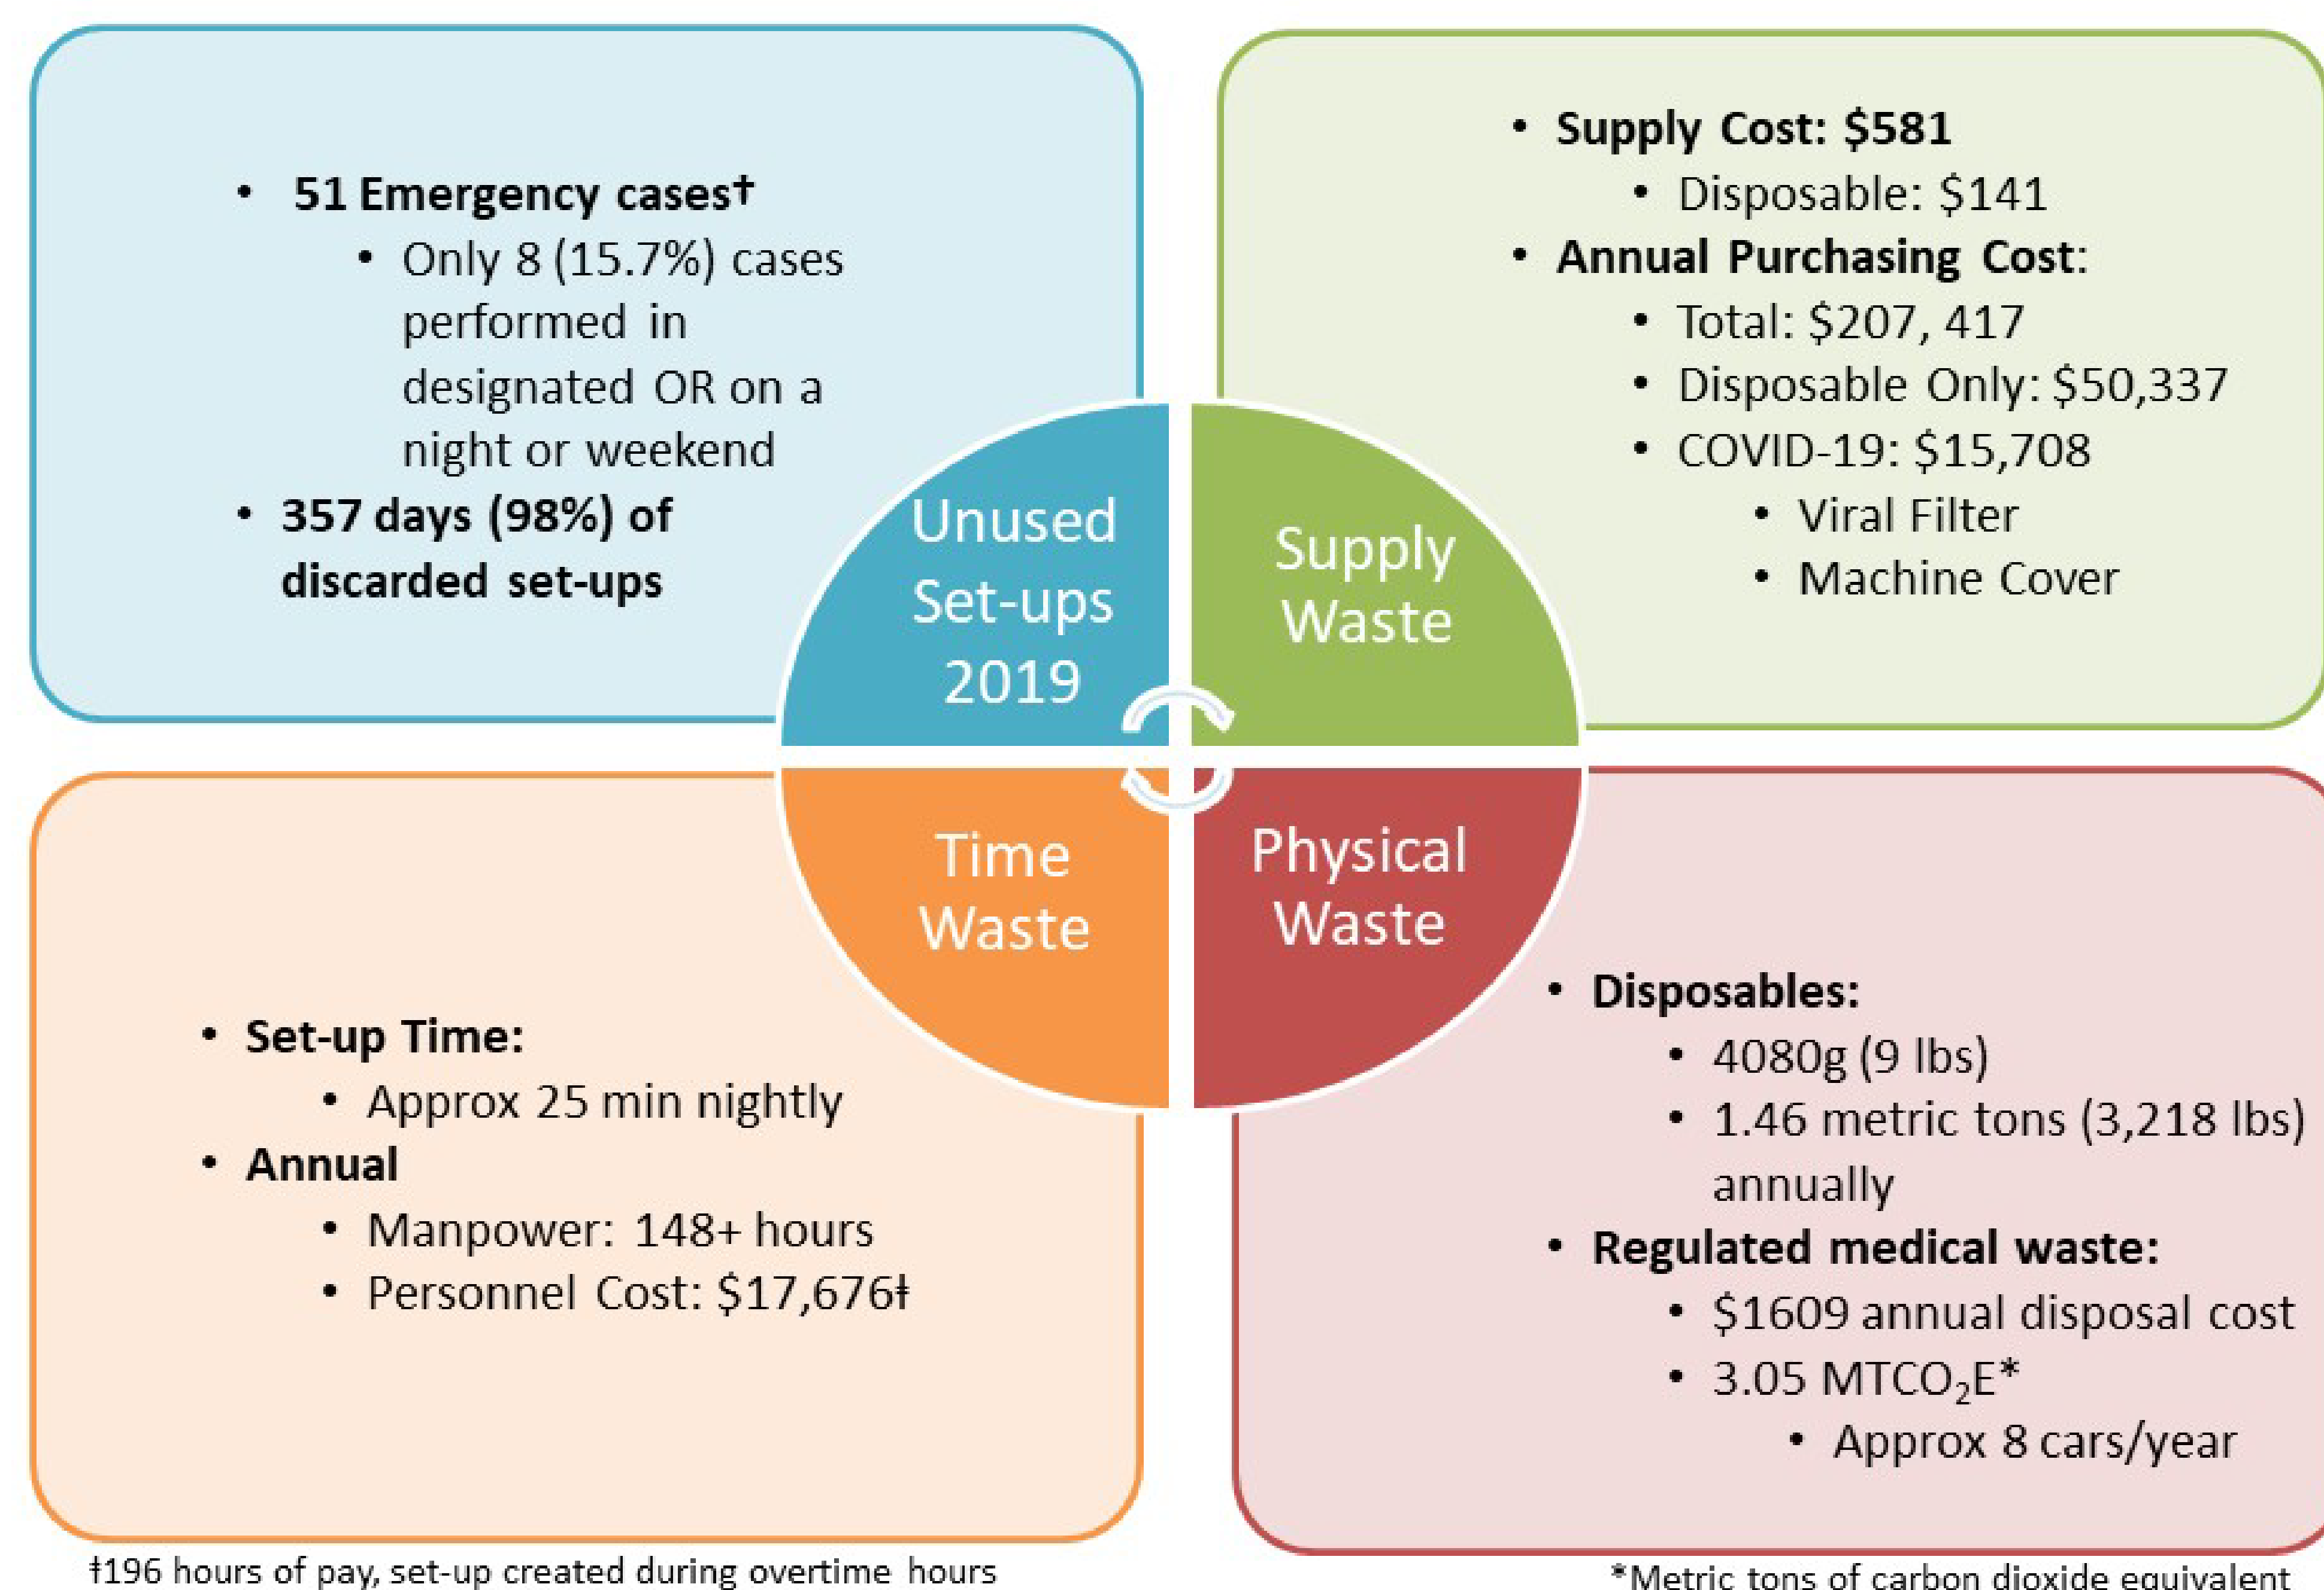 • 51 Emergency cases†
• Only 8 (15.7%) cases
performed in
designated OR on a
night or weekend
• 357 days (98%) of
discarded set-ups
Unused
Set-ups
2019
• Supply Cost: $581
• Disposable: $141
• Annual Purchasing Cost:
• Total: $207, 417
• Disposable Only: $50,337
• COVID-19: $15,708
• Viral Filter
• Machine Cover
Supply
Waste
Time
Waste
• Set-up Time:
• Approx 25 min nightly
• Annual
• Manpower: 148+ hours
• Personnel Cost: $17,676ƚ
Physical
Waste
• Disposables:
• 4080g (9 lbs)
• 1.46 metric tons (3,218 lbs)
annually
• Regulated medical waste:
• $1609 annual disposal cost
• 3.05 MTCO₂E*
• Approx 8 cars/year
ƚ196 hours of pay, set-up created during overtime hours
*Metric tons of carbon dioxide equivalent